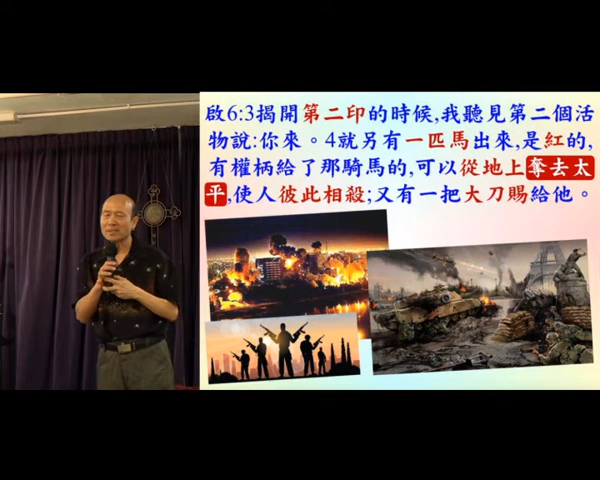 啟6:3揭開第二印的時候,我聽見第二個活
物說:你來。4就另有一匹馬出來,是紅的,
有權柄給了那騎馬的,可以從地上奪去太
平,使人彼此相殺;又有一把大刀賜給他。